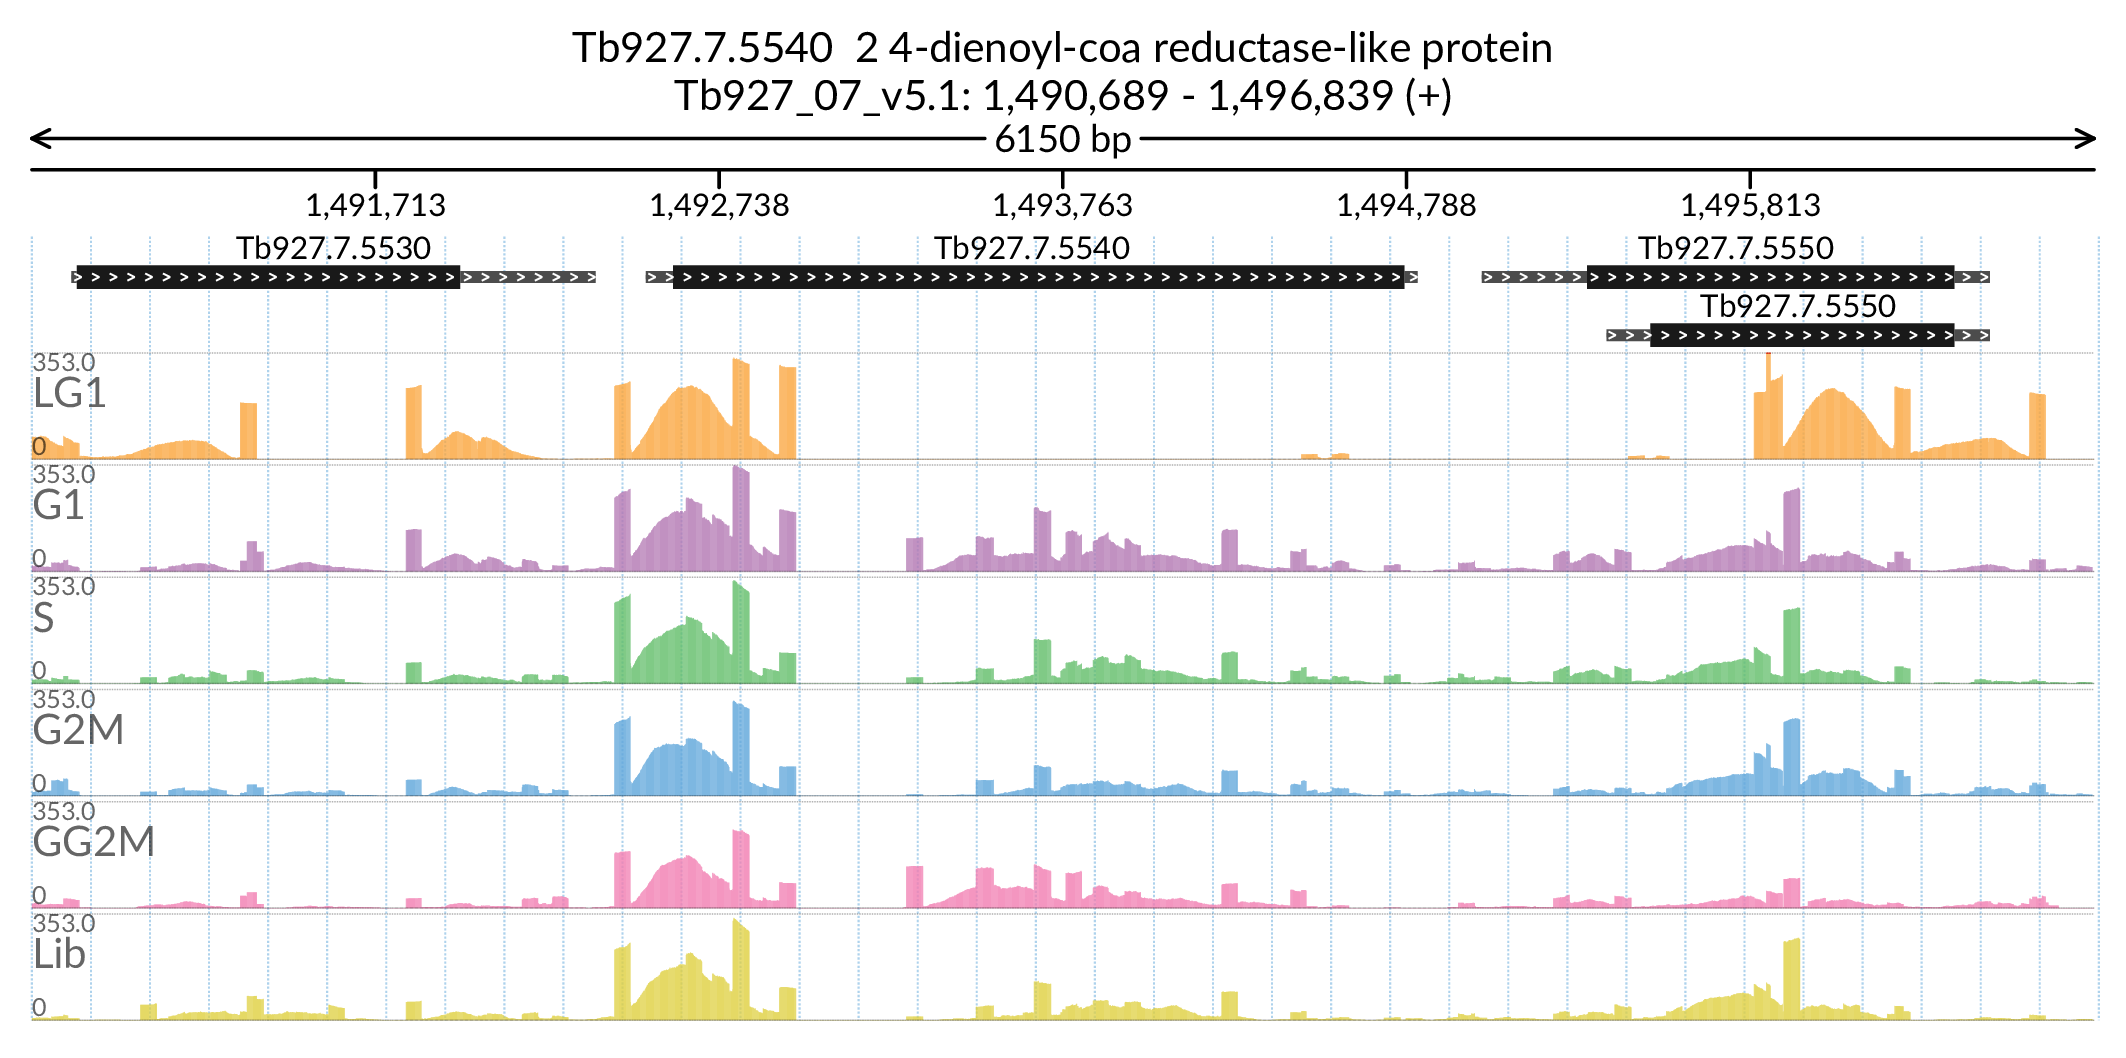 Tb927.7.5540  2 4-dienoyl-coa reductase-like protein
Tb927_07_v5.1: 1,490,689 - 1,496,839 (+)
6150 bp
1,491,713 1,492,738 1,493,763 1,494,788 1,495,813
Tb927.7.5530 Tb927.7.5540 Tb927.7.5550
Tb927.7.5550
353.0
LG1
0
353.0
G1
0
353.0
S
0
353.0
G2M
0
353.0
GG2M
0
353.0
Lib
0